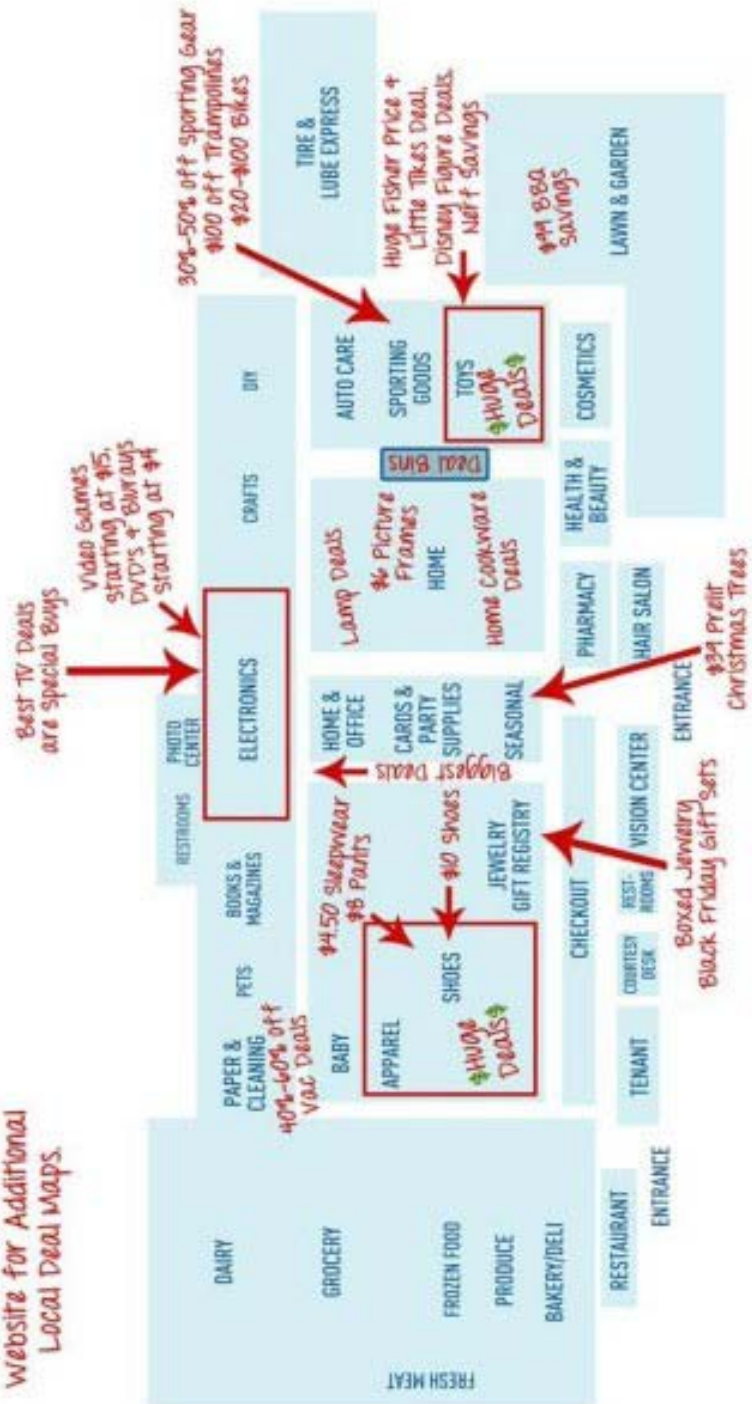 Website for Additional
Local Deal Maps.
Best TV Deals
are Special Buys
Video Games
starting at $15,
DVD's & Blurays
starting at $4
30%-50% off Sporting Gear
$100 off Trampolines
$20-$100 Bikes
Huge Fisher Price &
Little Tikes Deal,
Disney Figure Deals,
Nerf Savings
RESTROOMS
PHOTO
CENTER
PAPER &
CLEANING
PETS
BOOKS &
MAGAZINES
ELECTRONICS
CRAFTS
DIY
TIRE &
LUBE EXPRESS
40%-60% off
Vac Deals
DAIRY
GROCERY
FROZEN FOOD
PRODUCE
BAKERY/DELI
FRESH MEAT
BABY
APPAREL
SHOES
$Huge
Deals$
$4.50 Sleepwear
$8 Pants
$10 Shoes
JEWELRY
GIFT REGISTRY
Biggest Deals
HOME &
OFFICE
CARDS &
PARTY
SUPPLIES
SEASONAL
Lamp Deals
$6 Picture
Frames
HOME
Home Cookware
Deals
Deal Bins
AUTO CARE
SPORTING
GOODS
TOYS
$Huge
Deals$
$99 BBQ
Savings
LAWN & GARDEN
CHECKOUT
PHARMACY
HEALTH &
BEAUTY
COSMETICS
RESTAURANT
ENTRANCE
TENANT
COURTESY
DESK
REST-
ROOMS
VISION CENTER
ENTRANCE
HAIR SALON
Boxed Jewelry
Black Friday Gift Sets
$39 Prelit
Christmas Trees